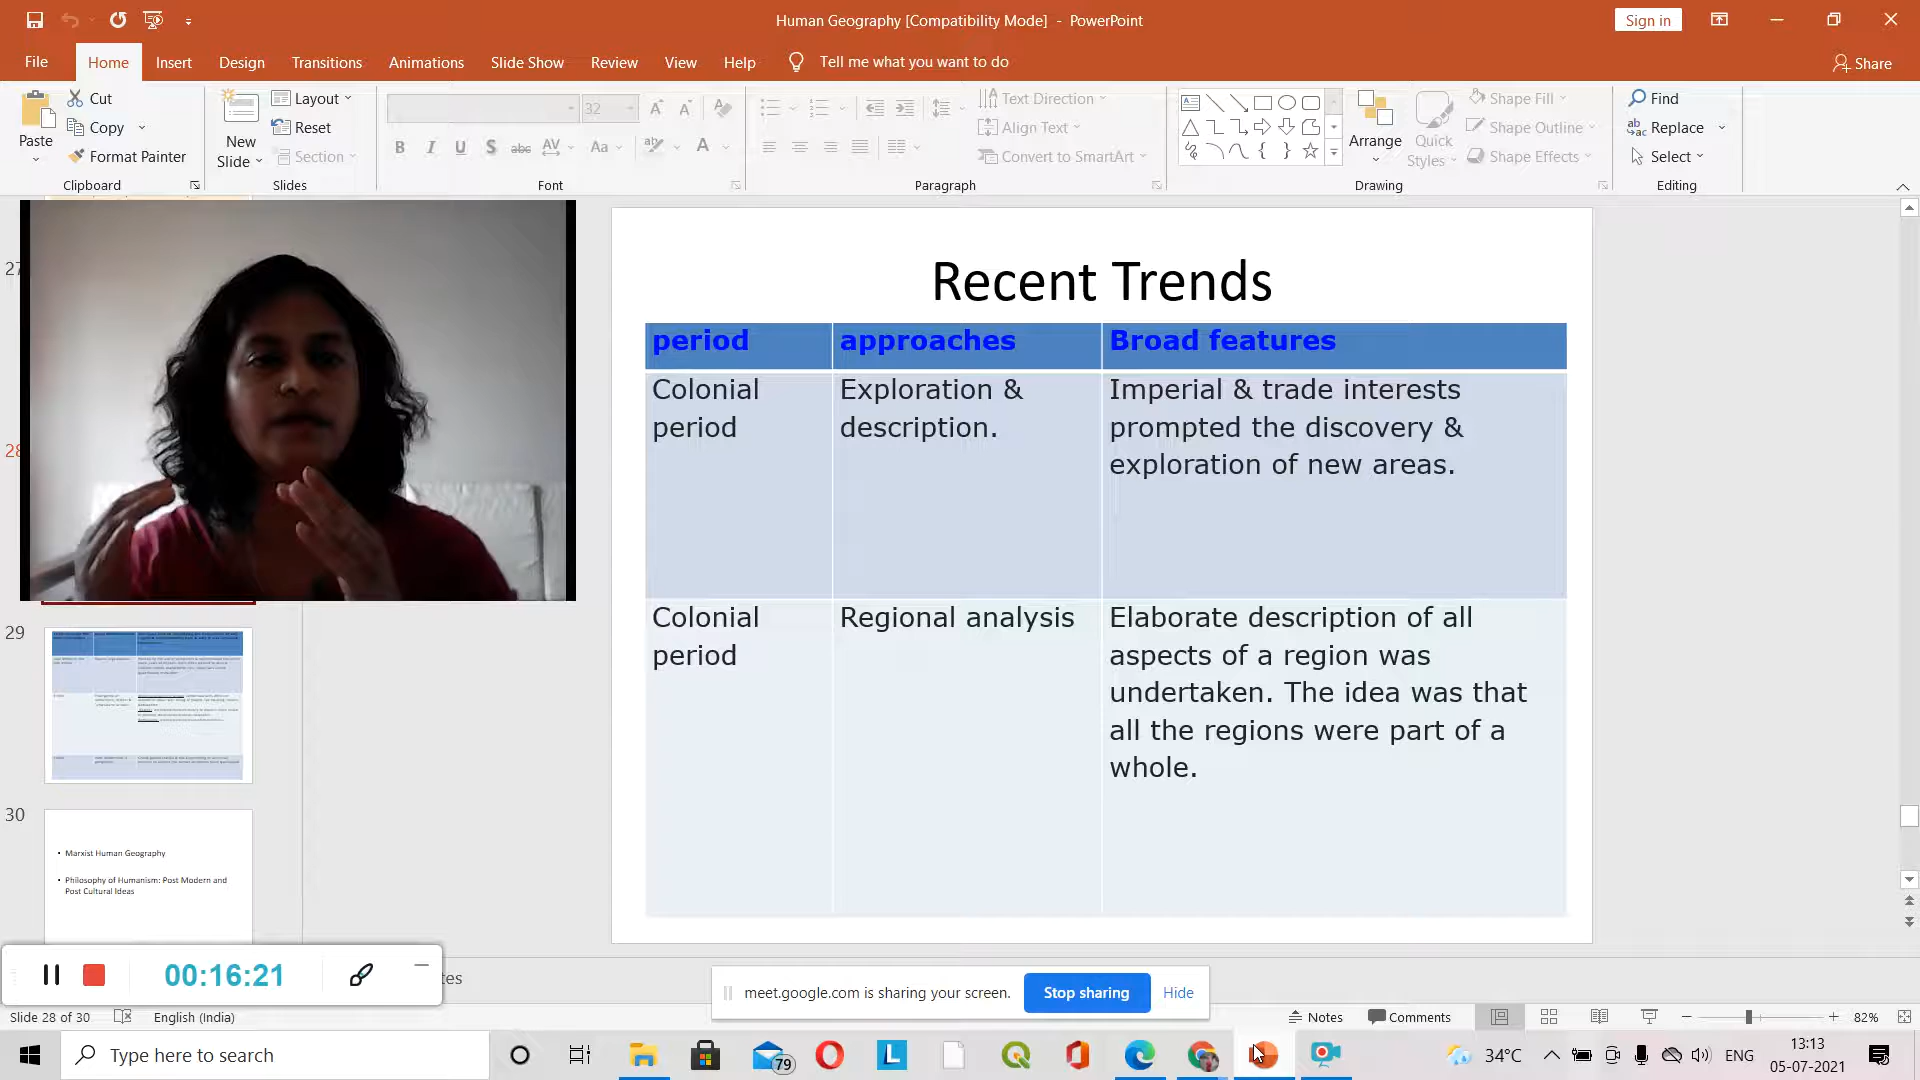 Human Geography [Compatibility Mode] - PowerPoint
Sign in
File
Home
Insert
Design
Transitions
Animations
Slide Show
Review
View
Help
Tell me what you want to do
Share
Paste
Cut
Copy
Format Painter
Clipboard
New
Slide
Layout
Reset
Section
Slides
32
Font
Text Direction
Align Text
Convert to SmartArt
Paragraph
Arrange
Quick
Styles
Shape Fill
Shape Outline
Shape Effects
Drawing
Find
Replace
Select
Editing
27
28
29
30
• Marxist Human Geography
• Philosophy of Humanism: Post Modern and
Post Cultural Ideas
Recent Trends
period approaches Broad features
Colonial
period
Exploration &
description.
Imperial & trade interests
prompted the discovery &
exploration of new areas.
Colonial
period
Regional analysis
Elaborate description of all
aspects of a region was
undertaken. The idea was that
all the regions were part of a
whole.
00:16:21
tes
meet.google.com is sharing your screen.
Stop sharing
Hide
Slide 28 of 30
English (India)
Notes
Comments
82%
Type here to search
79
34°C
ENG
13:13
05-07-2021